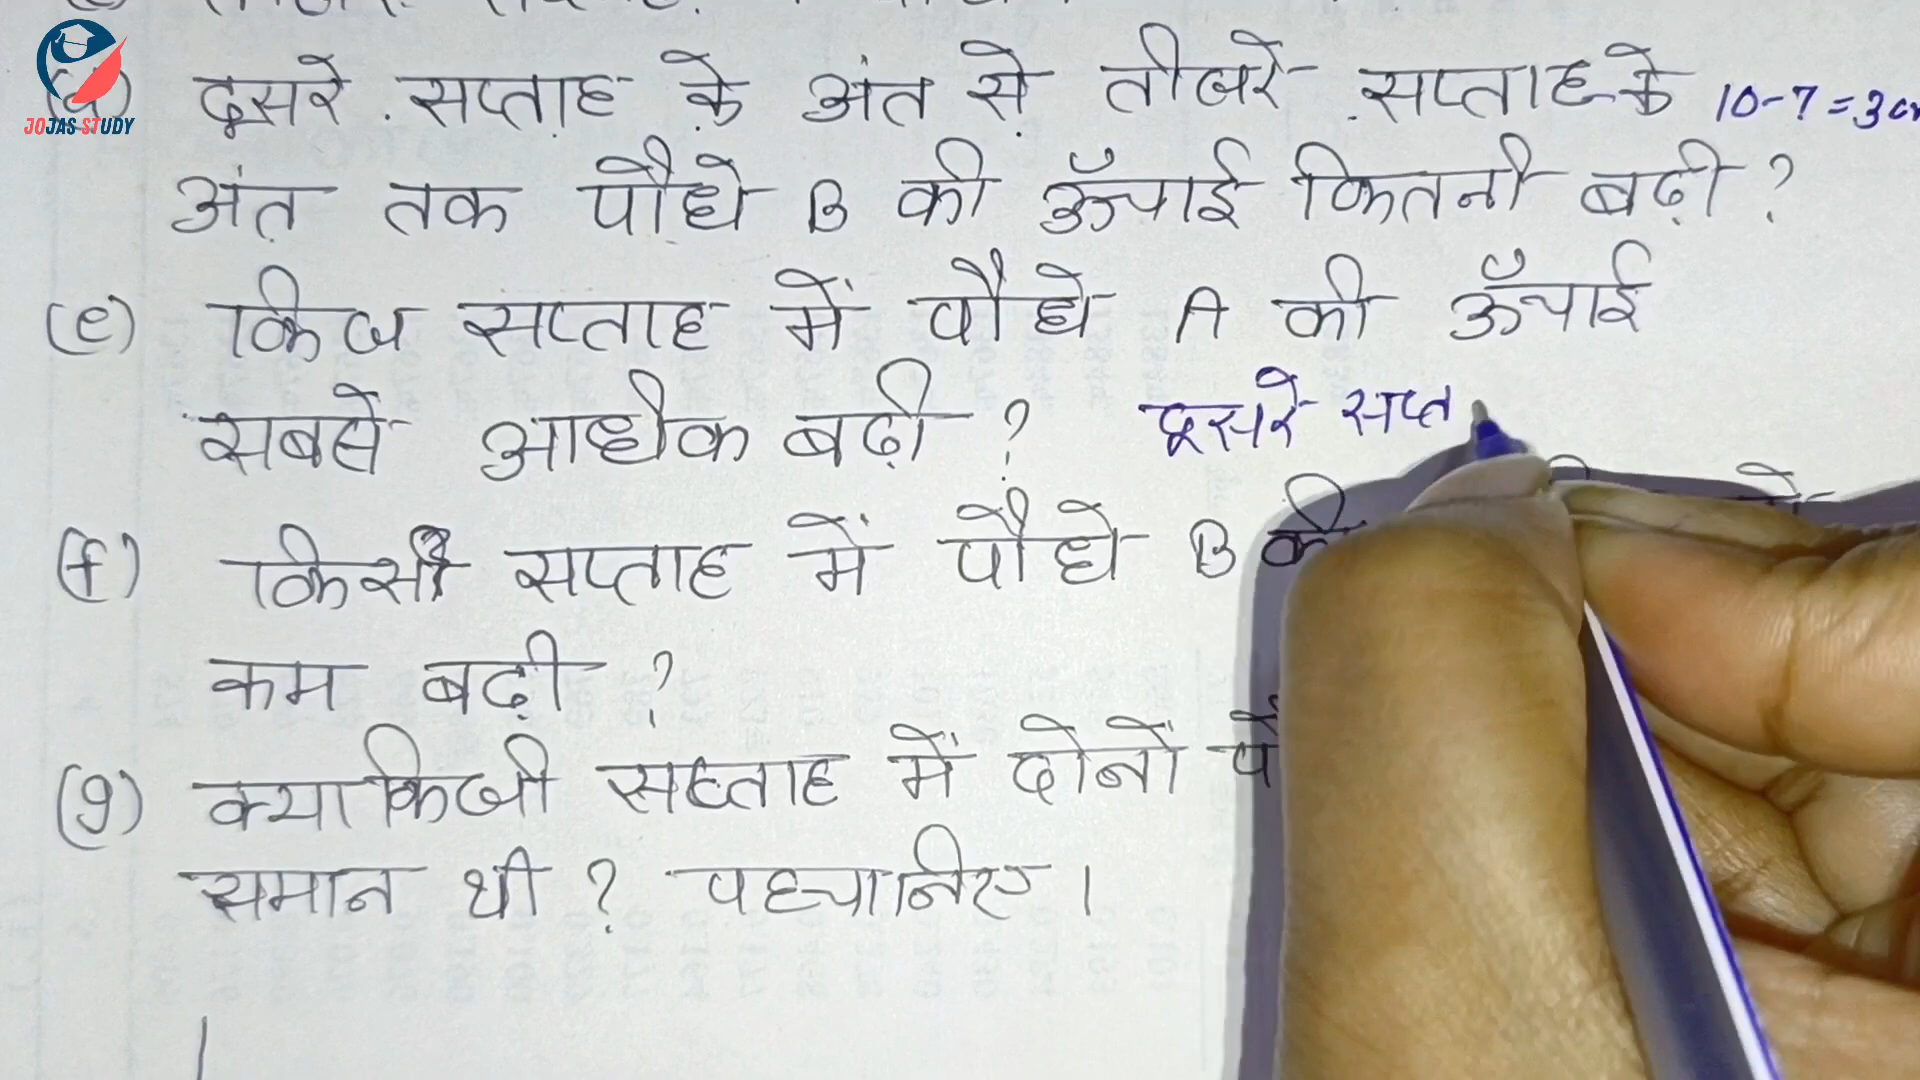 (d) दूसरे सप्ताह के अंत से तीसरे सप्ताह के 10-7=3cm
JOJAS STUDY
अंत तक पौधे B की ऊँचाई कितनी बढ़ी ?
(e) किस सप्ताह में पौधे A की ऊँचाई
सबसे अधिक बढ़ी ? दूसरे सप्त
(f) किसी सप्ताह में पौधे B की
कम बढ़ी ?
(g) क्या किसी सप्ताह में दोनों
समान थी ? पहचानिए ।